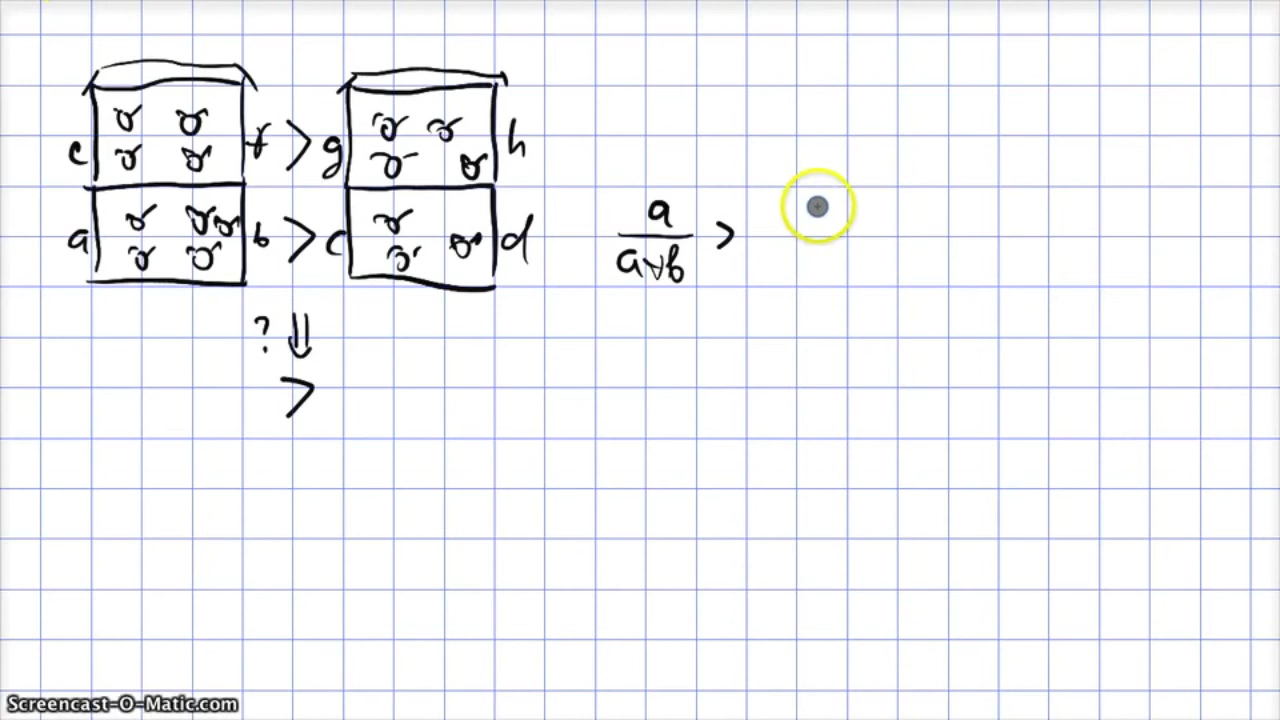 e f > g h
a b > c d
a
a+b >
? ⇓
>
Screencast-O-Matic.com